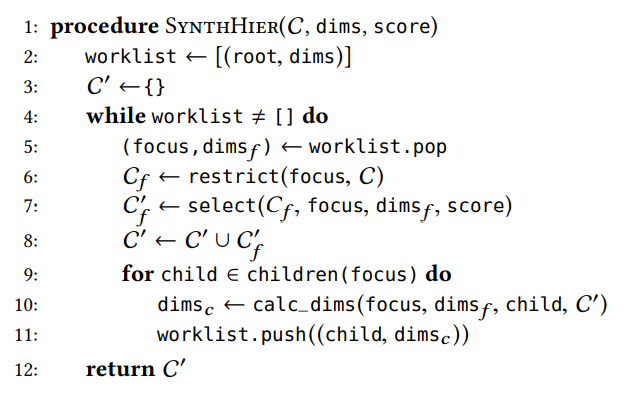 1: procedure SYNTHHIER(𝒞, dims, score)
2: worklist ← [(root, dims)]
3: 𝒞′ ←{}
4: while worklist ≠ [] do
5: (focus,dims_f) ← worklist.pop
6: 𝒞_f ← restrict(focus, 𝒞)
7: 𝒞′_f ← select(𝒞_f, focus, dims_f, score)
8: 𝒞′ ← 𝒞′ ∪ 𝒞′_f
9: for child ∈ children(focus) do
10: dims_c ← calc_dims(focus, dims_f, child, 𝒞′)
11: worklist.push((child, dims_c))
12: return 𝒞′